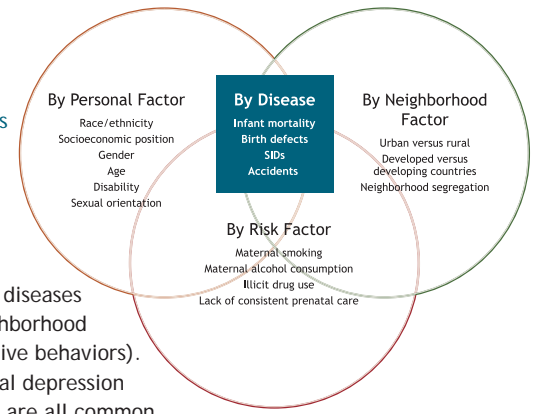 By Personal Factor
Race/ethnicity
Socioeconomic position
Gender
Age
Disability
Sexual orientation
By Disease
Infant mortality
Birth defects
SIDs
Accidents
By Neighborhood
Factor
Urban versus rural
Developed versus
developing countries
Neighborhood segregation
By Risk Factor
Maternal smoking
Maternal alcohol consumption
Illicit drug use
Lack of consistent prenatal care
s
diseases
hborhood
ive behaviors).
al depression
are all common